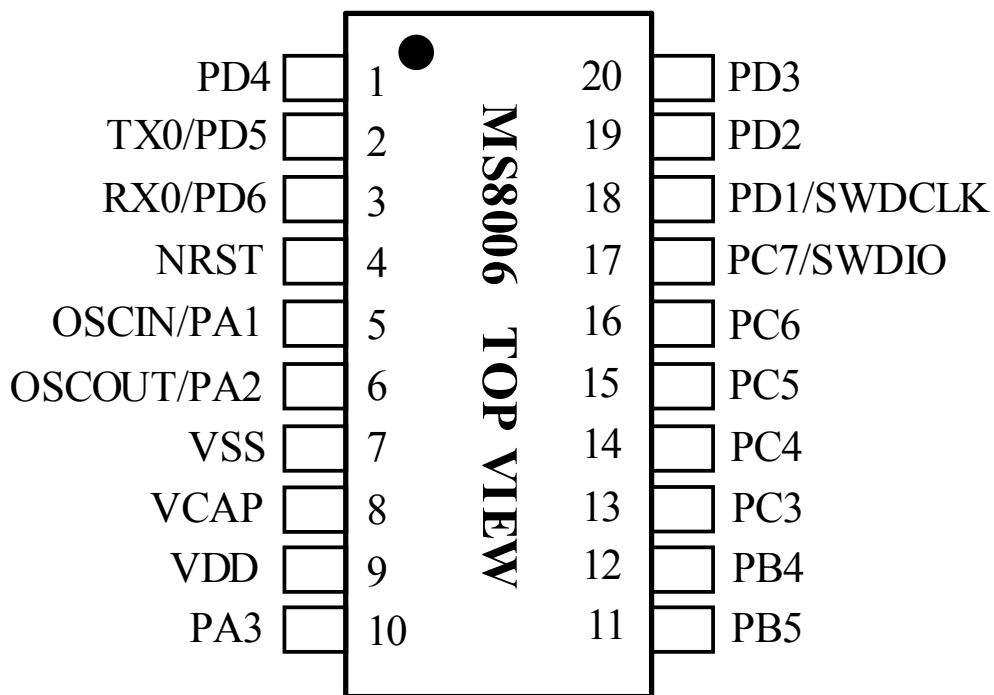 PD4 1 20 PD3
TX0/PD5 2 19 PD2
RX0/PD6 3 18 PD1/SWDCLK
NRST 4 17 PC7/SWDIO
OSCIN/PA1 5 16 PC6
OSCOUT/PA2 6 15 PC5
VSS 7 14 PC4
VCAP 8 13 PC3
VDD 9 12 PB4
PA3 10 11 PB5
MS8006 TOP VIEW